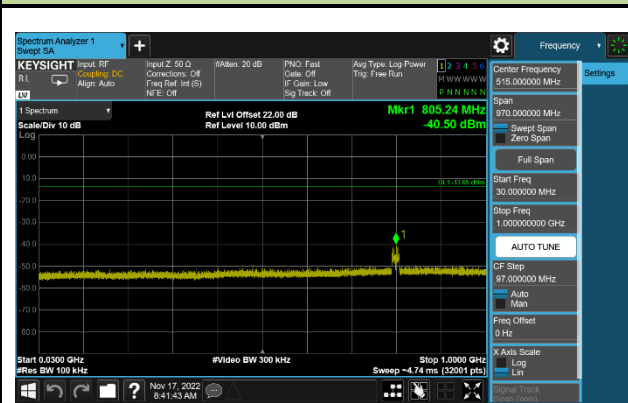 Spectrum Analyzer 1
Swept SA
Frequency
KEYSIGHT
Input: RF
Coupling: DC
Align: Auto
Input Z: 50 Ω
Corrections: Off
Freq Ref: Int (S)
NFE: Off
#Atten: 20 dB
PNO: Fast
Gate: Off
IF Gain: Low
Sig Track: Off
Avg Type: Log-Power
Trig: Free Run
1 2 3 4 5 6
M W W W W W
P N N N N N
RL
LXI
1 Spectrum
Scale/Div 10 dB
Log
Ref Lvl Offset 22.00 dB
Ref Level 10.00 dBm
Mkr1 805.24 MHz
-40.50 dBm
0.00
-10.0
-20.0
-30.0
-40.0
-50.0
-60.0
-70.0
-80.0
1
Start 0.0300 GHz
#Res BW 100 kHz
#Video BW 300 kHz
Stop 1.0000 GHz
Sweep ~4.74 ms (32001 pts)
?
Nov 17, 2022
8:41:43 AM
Center Frequency
515.000000 MHz
Settings
Span
970.000000 MHz
Swept Span
Zero Span
Full Span
Start Freq
30.000000 MHz
Stop Freq
1.000000000 GHz
AUTO TUNE
CF Step
97.000000 MHz
Auto
Man
Freq Offset
0 Hz
X Axis Scale
Log
Lin
Signal Track
(Span Zoom)